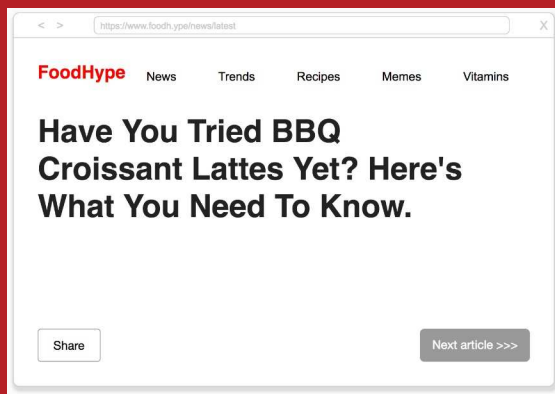 < > https://www.foodh.ype/news/latest X
FoodHype News Trends Recipes Memes Vitamins
Have You Tried BBQ
Croissant Lattes Yet? Here's
What You Need To Know.
Share Next article >>>